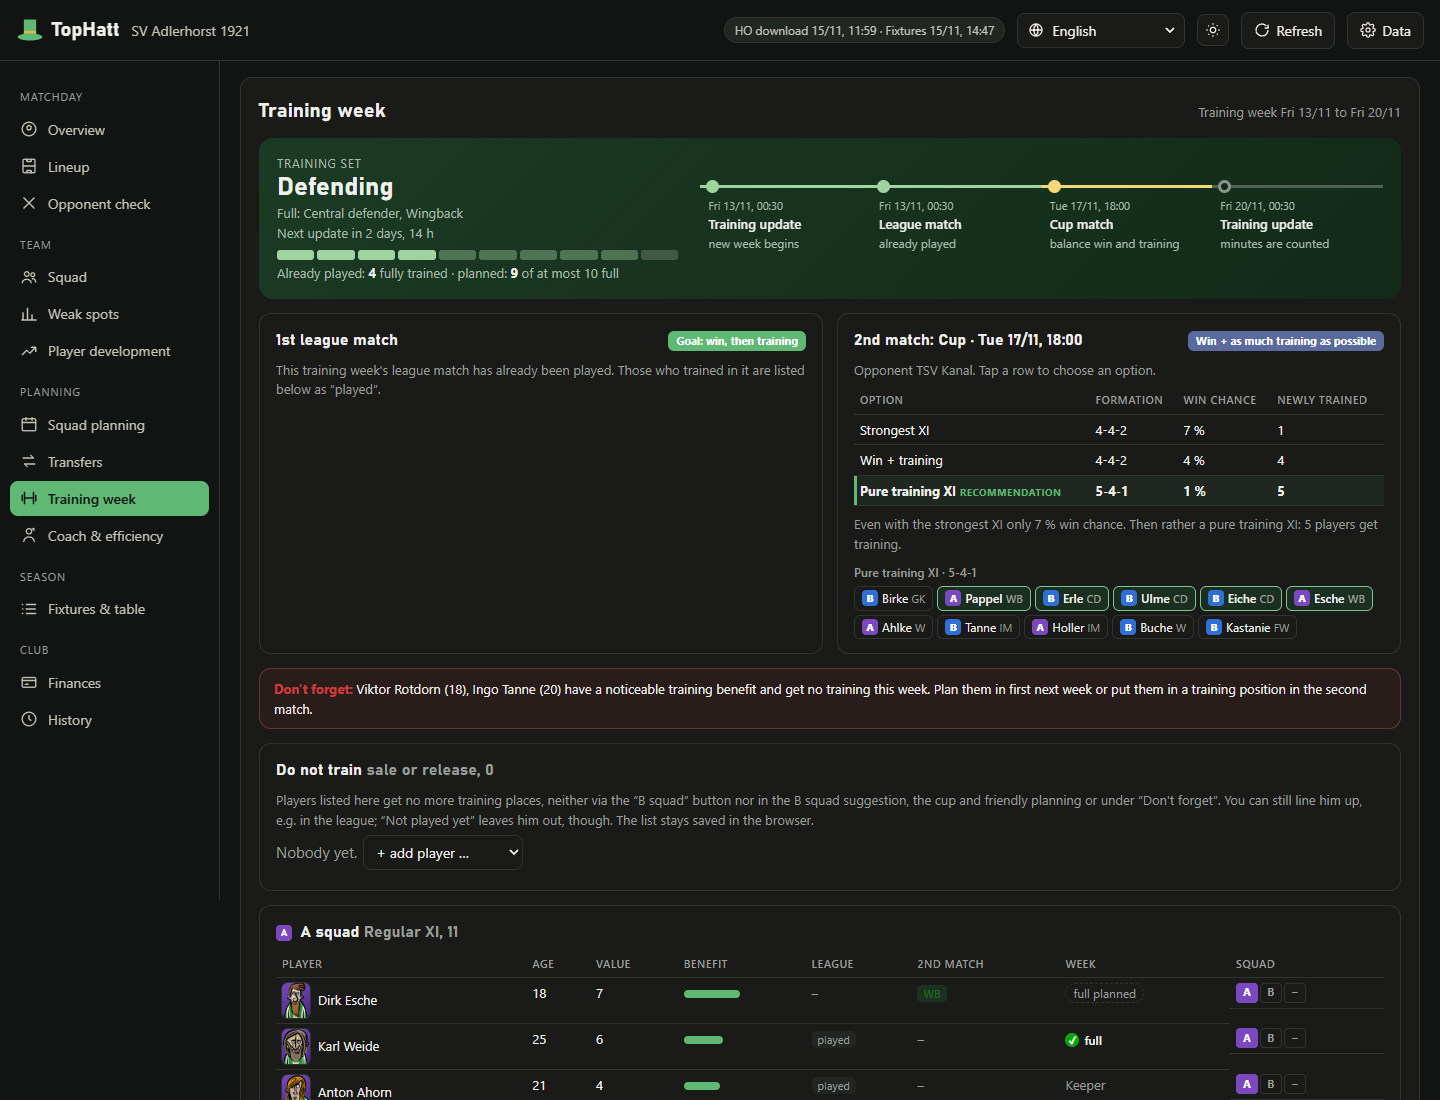 TopHatt SV Adlerhorst 1921
HO download 15/11, 11:59 · Fixtures 15/11, 14:47
English
Refresh
Data
MATCHDAY
Overview
Lineup
Opponent check
TEAM
Squad
Weak spots
Player development
PLANNING
Squad planning
Transfers
Training week
Coach & efficiency
SEASON
Fixtures & table
CLUB
Finances
History
Training week
Training week Fri 13/11 to Fri 20/11
TRAINING SET
Defending
Full: Central defender, Wingback
Next update in 2 days, 14 h
Already played: 4 fully trained · planned: 9 of at most 10 full
Fri 13/11, 00:30
Training update
new week begins
Fri 13/11, 00:30
League match
already played
Tue 17/11, 18:00
Cup match
balance win and training
Fri 20/11, 00:30
Training update
minutes are counted
1st league match
Goal: win, then training
This training week's league match has already been played. Those who trained in it are listed
below as “played”.
2nd match: Cup · Tue 17/11, 18:00
Win + as much training as possible
Opponent TSV Kanal. Tap a row to choose an option.
OPTION FORMATION WIN CHANCE NEWLY TRAINED
Strongest XI 4-4-2 7 % 1
Win + training 4-4-2 4 % 4
Pure training XI RECOMMENDATION 5-4-1 1 % 5
Even with the strongest XI only 7 % win chance. Then rather a pure training XI: 5 players get
training.
Pure training XI · 5-4-1
B Birke GK A Pappel WB B Erle CD B Ulme CD B Eiche CD A Esche WB
A Ahlke W B Tanne IM A Holler IM B Buche W B Kastanie FW
Don't forget: Viktor Rotdorn (18), Ingo Tanne (20) have a noticeable training benefit and get no training this week. Plan them in first next week or put them in a training position in the second
match.
Do not train sale or release, 0
Players listed here get no more training places, neither via the “B squad” button nor in the B squad suggestion, the cup and friendly planning or under “Don't forget”. You can still line him up,
e.g. in the league; “Not played yet” leaves him out, though. The list stays saved in the browser.
Nobody yet. + add player ...
A A squad Regular XI, 11
PLAYER AGE VALUE BENEFIT LEAGUE 2ND MATCH WEEK SQUAD
Dirk Esche 18 7 – WB full planned A B –
Karl Weide 25 6 played – full A B –
Anton Ahorn 21 4 played – Keeper A B –